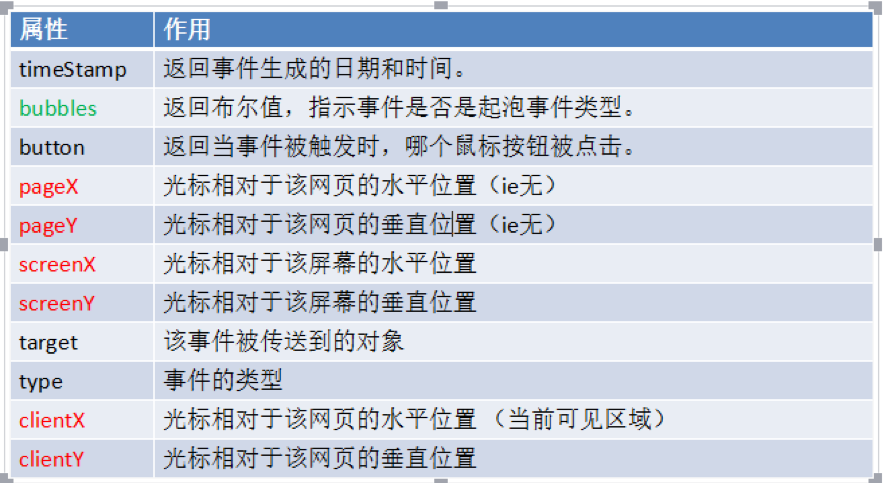 属性 作用
timeStamp 返回事件生成的日期和时间。
bubbles 返回布尔值，指示事件是否是起泡事件类型。
button 返回当事件被触发时，哪个鼠标按钮被点击。
pageX 光标相对于该网页的水平位置（ie无）
pageY 光标相对于该网页的垂直位置（ie无）
screenX 光标相对于该屏幕的水平位置
screenY 光标相对于该屏幕的垂直位置
target 该事件被传送到的对象
type 事件的类型
clientX 光标相对于该网页的水平位置 （当前可见区域）
clientY 光标相对于该网页的垂直位置